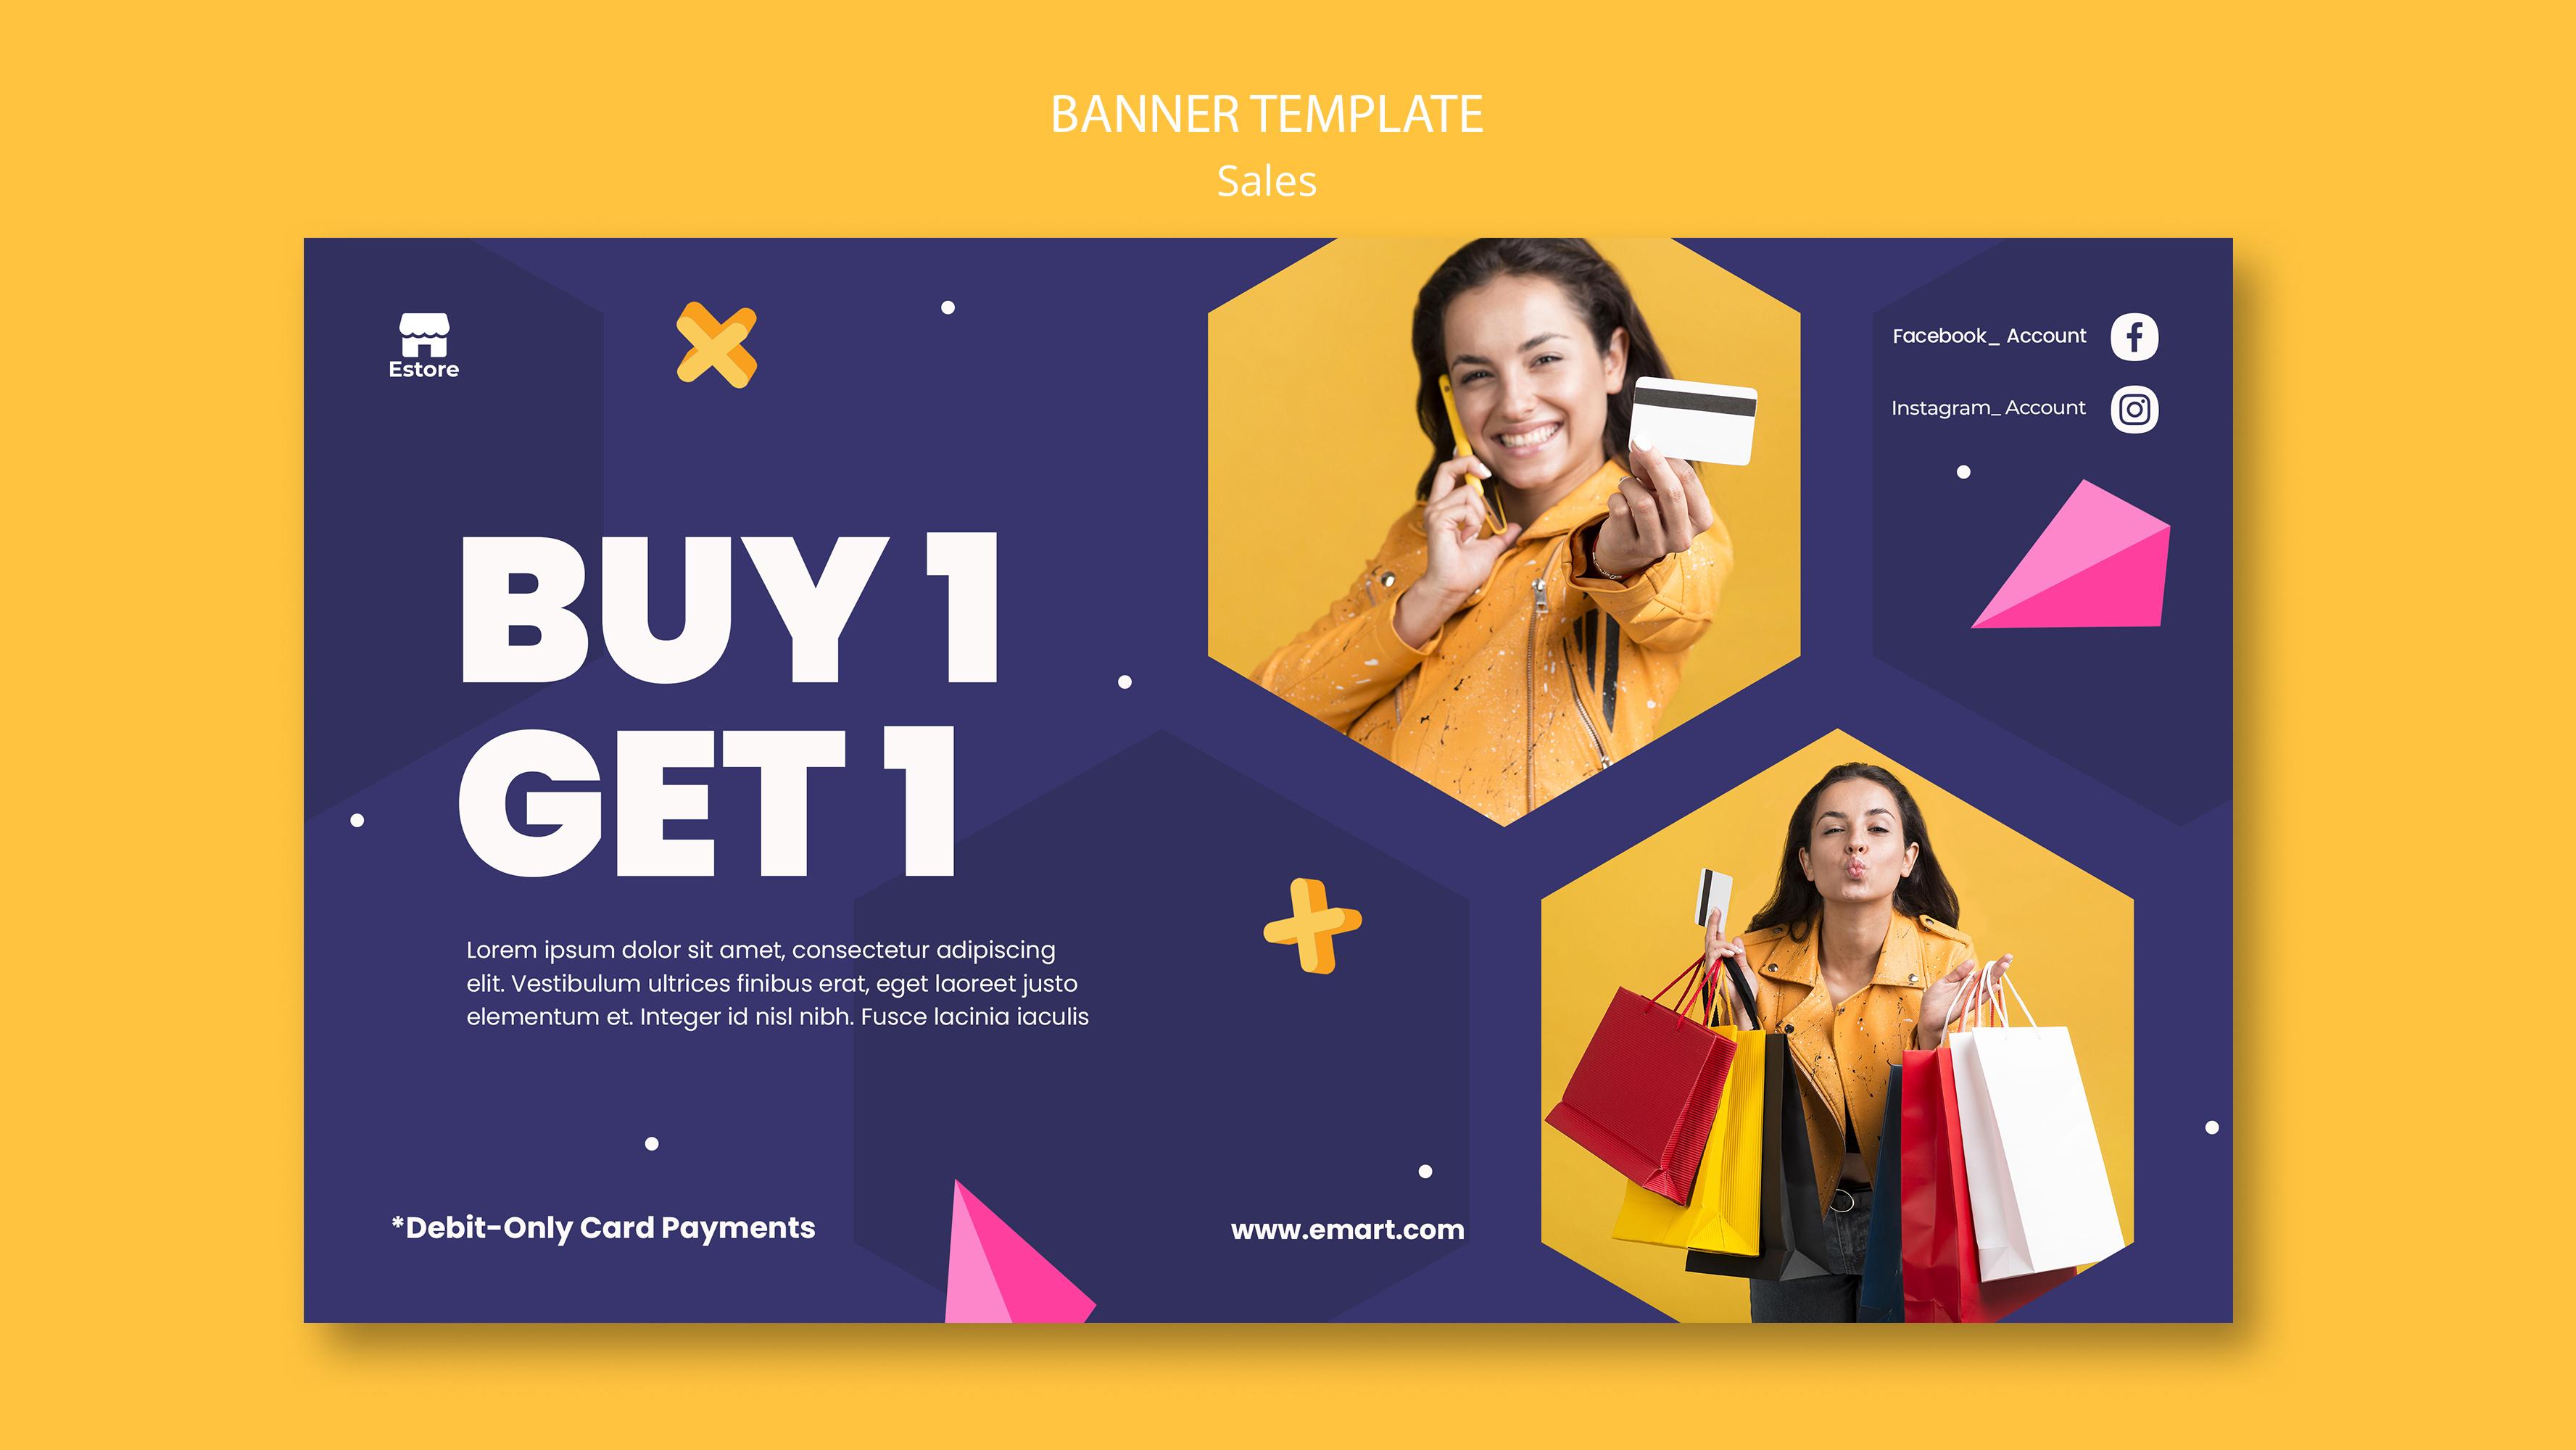 BANNER TEMPLATE
Sales
Estore
Facebook_ Account
Instagram_ Account
BUY 1
GET 1
Lorem ipsum dolor sit amet, consectetur adipiscing
elit. Vestibulum ultrices finibus erat, eget laoreet justo
elementum et. Integer id nisl nibh. Fusce lacinia iaculis
*Debit-Only Card Payments
www.emart.com